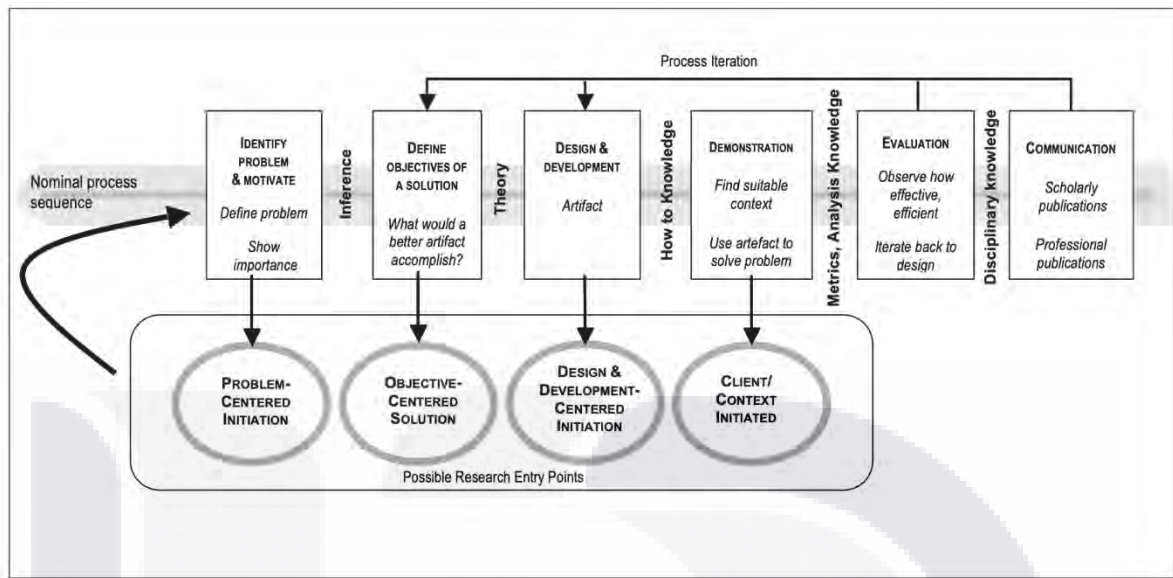 Process Iteration
Nominal process
sequence
IDENTIFY
PROBLEM
& MOTIVATE
Define problem
Show
importance
Inference
DEFINE
OBJECTIVES OF
A SOLUTION
What would a
better artifact
accomplish?
Theory
DESIGN &
DEVELOPMENT
Artifact
How to Knowledge
DEMONSTRATION
Find suitable
context
Use artefact to
solve problem
Metrics, Analysis Knowledge
EVALUATION
Observe how
effective,
efficient
Iterate back to
design
Disciplinary knowledge
COMMUNICATION
Scholarly
publications
Professional
publications
PROBLEM-
CENTERED
INITIATION
OBJECTIVE-
CENTERED
SOLUTION
DESIGN &
DEVELOPMENT-
CENTERED
INITIATION
CLIENT/
CONTEXT
INITIATED
Possible Research Entry Points